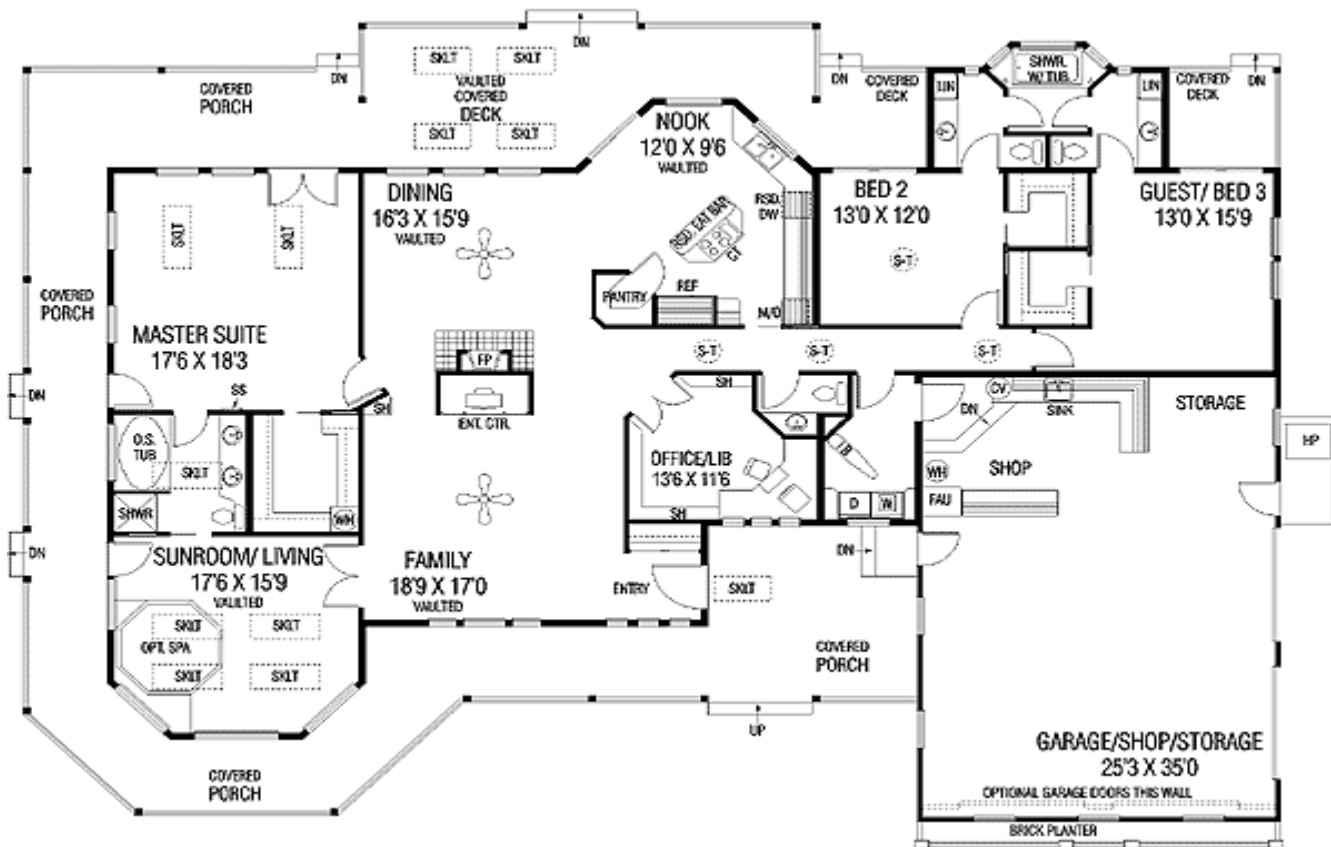 DN
SKLT
SKLT
VAULTED
COVERED
DECK
SKLT
SKLT
COVERED
PORCH
DN
DN
COVERED
DECK
SHWR.
W/ TUB
LIN
LIN
COVERED
DECK
DN
NOOK
12'0 X 9'6
VAULTED
DINING
16'3 X 15'9
VAULTED
RSD.
DW
RSD. EAT BAR
CT
BED 2
13'0 X 12'0
GUEST/ BED 3
13'0 X 15'9
SKLT
SKLT
S-T
COVERED
PORCH
PANTRY
REF
M/O
MASTER SUITE
17'6 X 18'3
FP
S-T
S-T
S-T
DN
SS
SH
ENT. CTR.
SH
DN
CV
SINK
STORAGE
O.S.
TUB
SKLT
OFFICE/LIB
13'6 X 11'6
IB
WH
SHOP
HP
SHWR
WH
SH
D
W
FAU
DN
SUNROOM/ LIVING
17'6 X 15'9
VAULTED
FAMILY
18'9 X 17'0
VAULTED
ENTRY
DN
SKLT
SKLT
SKLT
OPT. SPA
SKLT
SKLT
COVERED
PORCH
UP
GARAGE/SHOP/STORAGE
25'3 X 35'0
OPTIONAL GARAGE DOORS THIS WALL
COVERED
PORCH
BRICK PLANTER